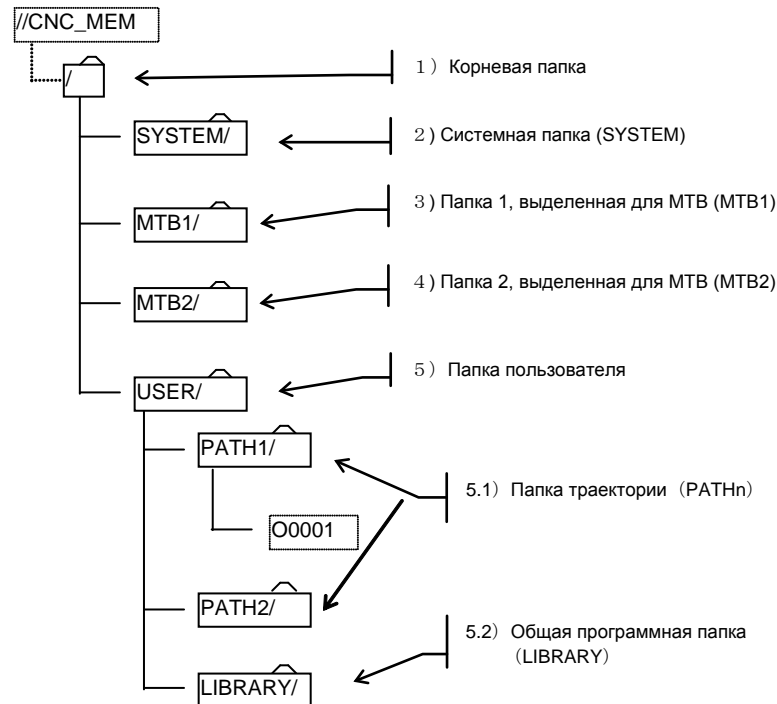 //CNC_MEM
/
1）Корневая папка
SYSTEM/
2) Системная папка (SYSTEM)
MTB1/
3) Папка 1, выделенная для MTB (MTB1)
MTB2/
4) Папка 2, выделенная для MTB (MTB2)
USER/
5）Папка пользователя
PATH1/
5.1）Папка траектории（PATHn）
O0001
PATH2/
5.2）Общая программная папка
（LIBRARY）
LIBRARY/